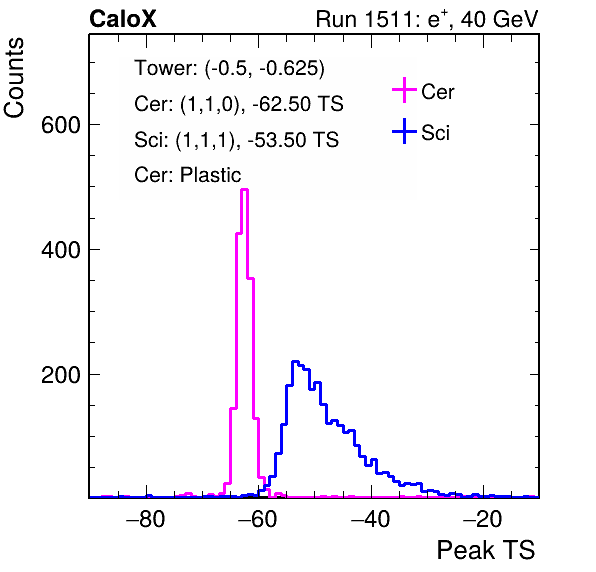 CaloX Run 1511: e⁺, 40 GeV
Counts
Tower: (-0.5, -0.625)
Cer: (1,1,0), -62.50 TS
Sci: (1,1,1), -53.50 TS
Cer: Plastic
Cer
Sci
600
400
200
−80 −60 −40 −20
Peak TS